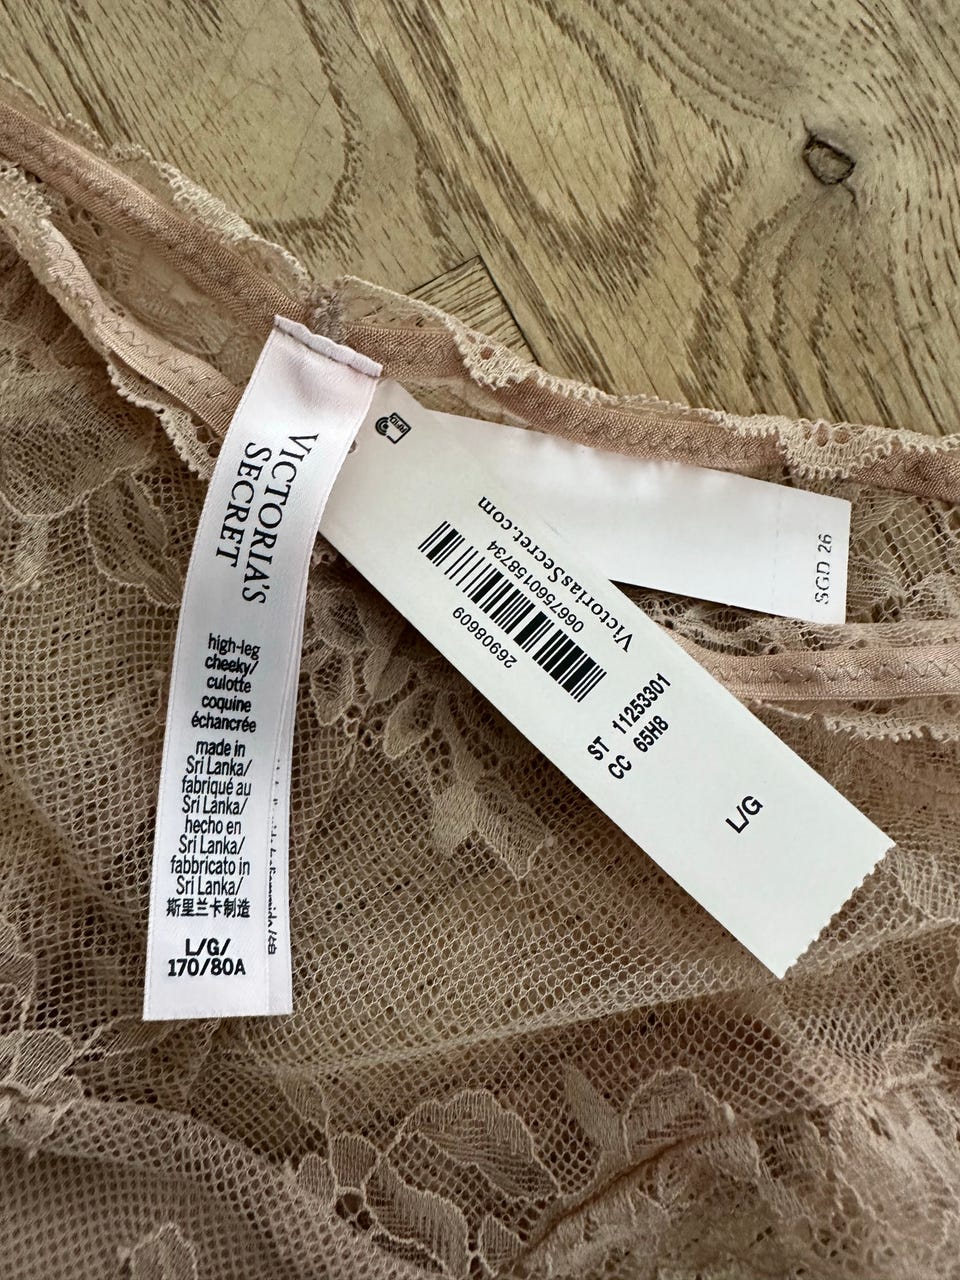 VICTORIA'S
SECRET
high-leg
cheeky/
culotte
coquine
échancrée
made in
Sri Lanka/
fabriqué au
Sri Lanka/
hecho en
Sri Lanka/
fabbricato in
Sri Lanka/
斯里兰卡制造
L/G/
170/80A
RFID
VictoriasSecret.com
0667560158734
26908609
ST 11253301
CC 65H8
L/G
SGD 26